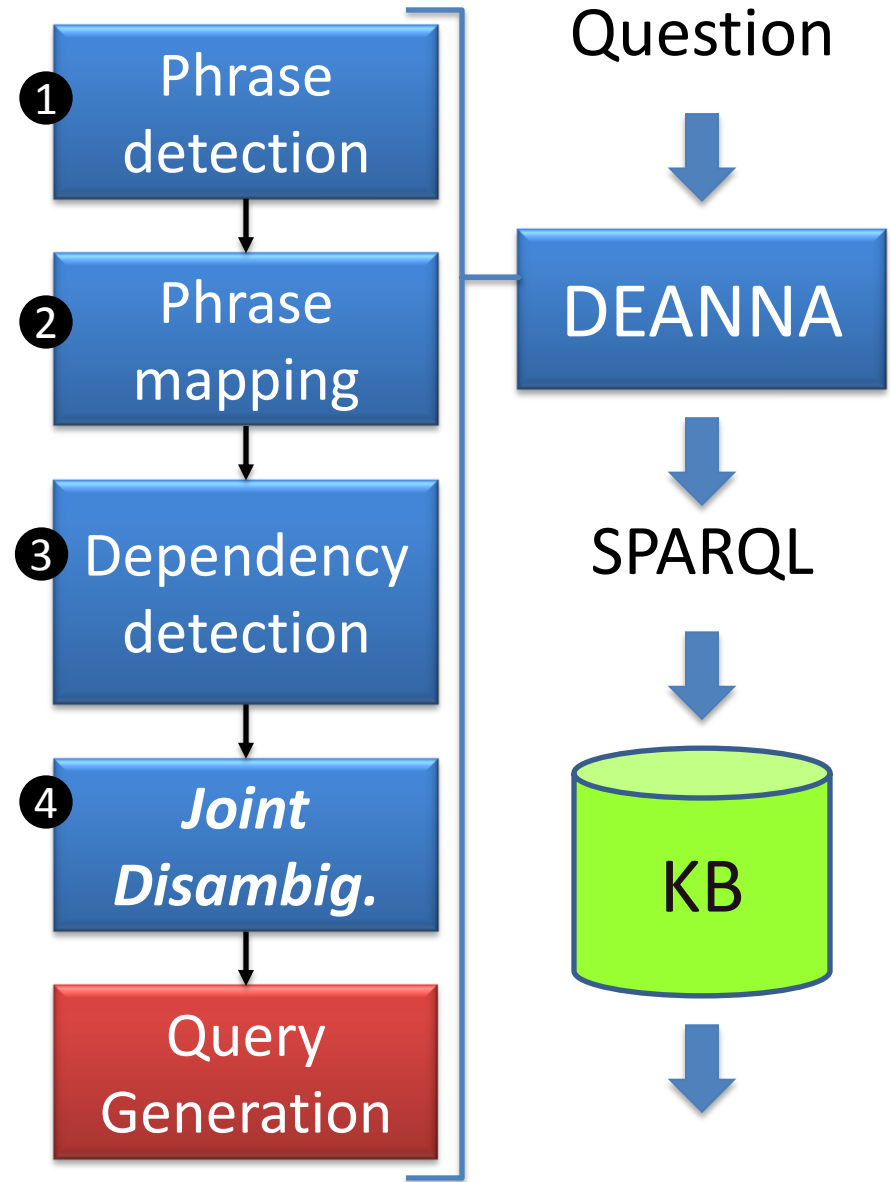 1
Phrase
detection
2
Phrase
mapping
3
Dependency
detection
4
Joint
Disambig.
Query
Generation
Question
DEANNA
SPARQL
KB